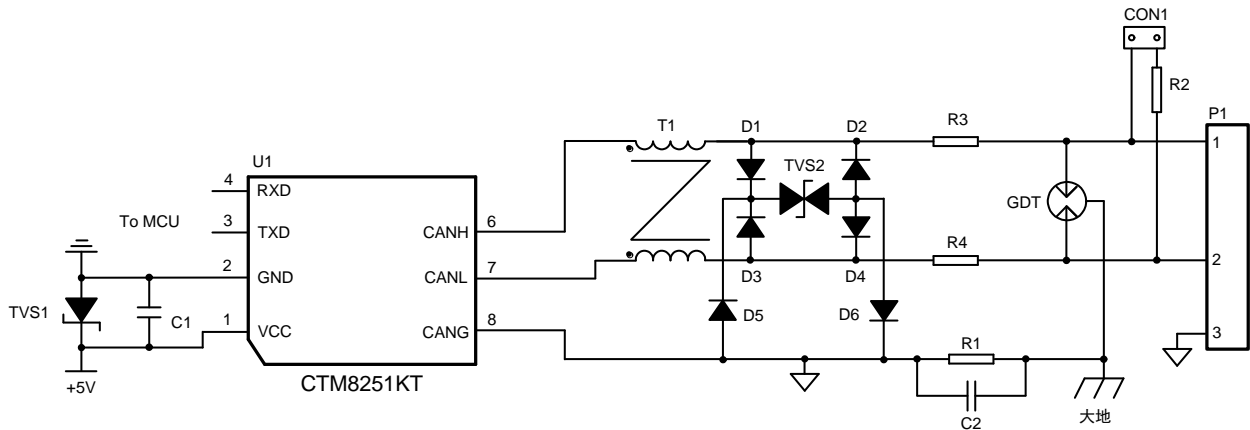 CON1
R2
P1
T1
D1
D2
R3
1
U1
4
RXD
TVS2
GDT
To MCU
3
TXD
6
CANH
R4
2
GND
7
CANL
D3
D4
2
TVS1
C1
1
VCC
8
CANG
D5
D6
3
R1
+5V
CTM8251KT
C2
大地